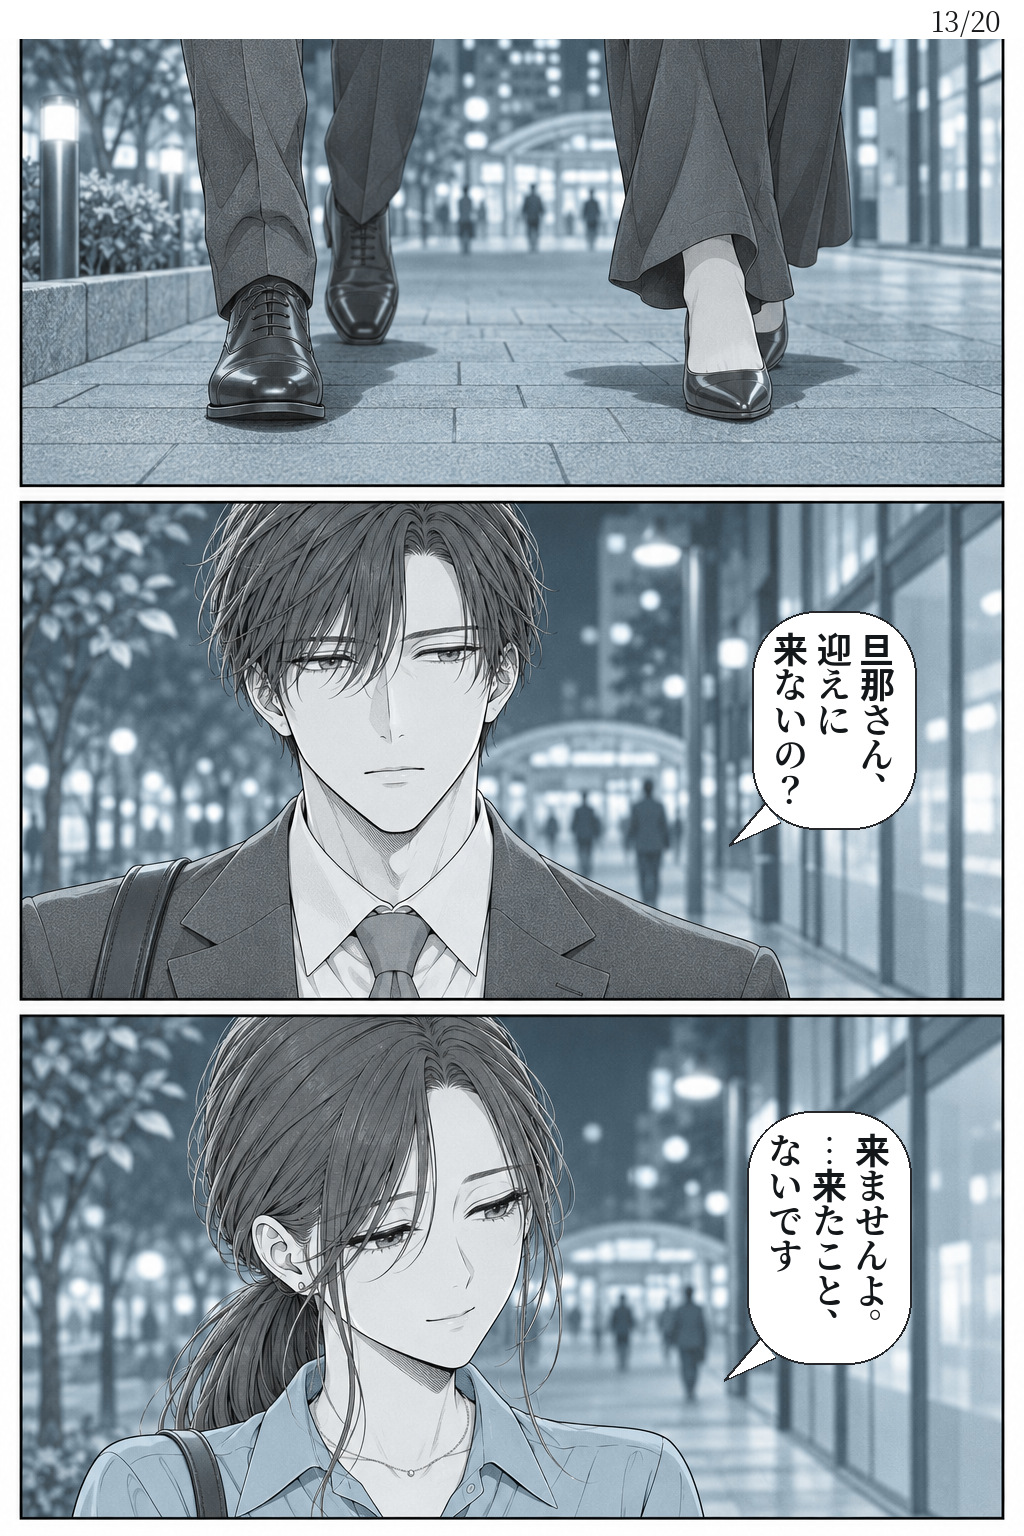 13/20
旦那さん、
迎えに
来ないの？
来ませんよ。
…来たこと、
ないです